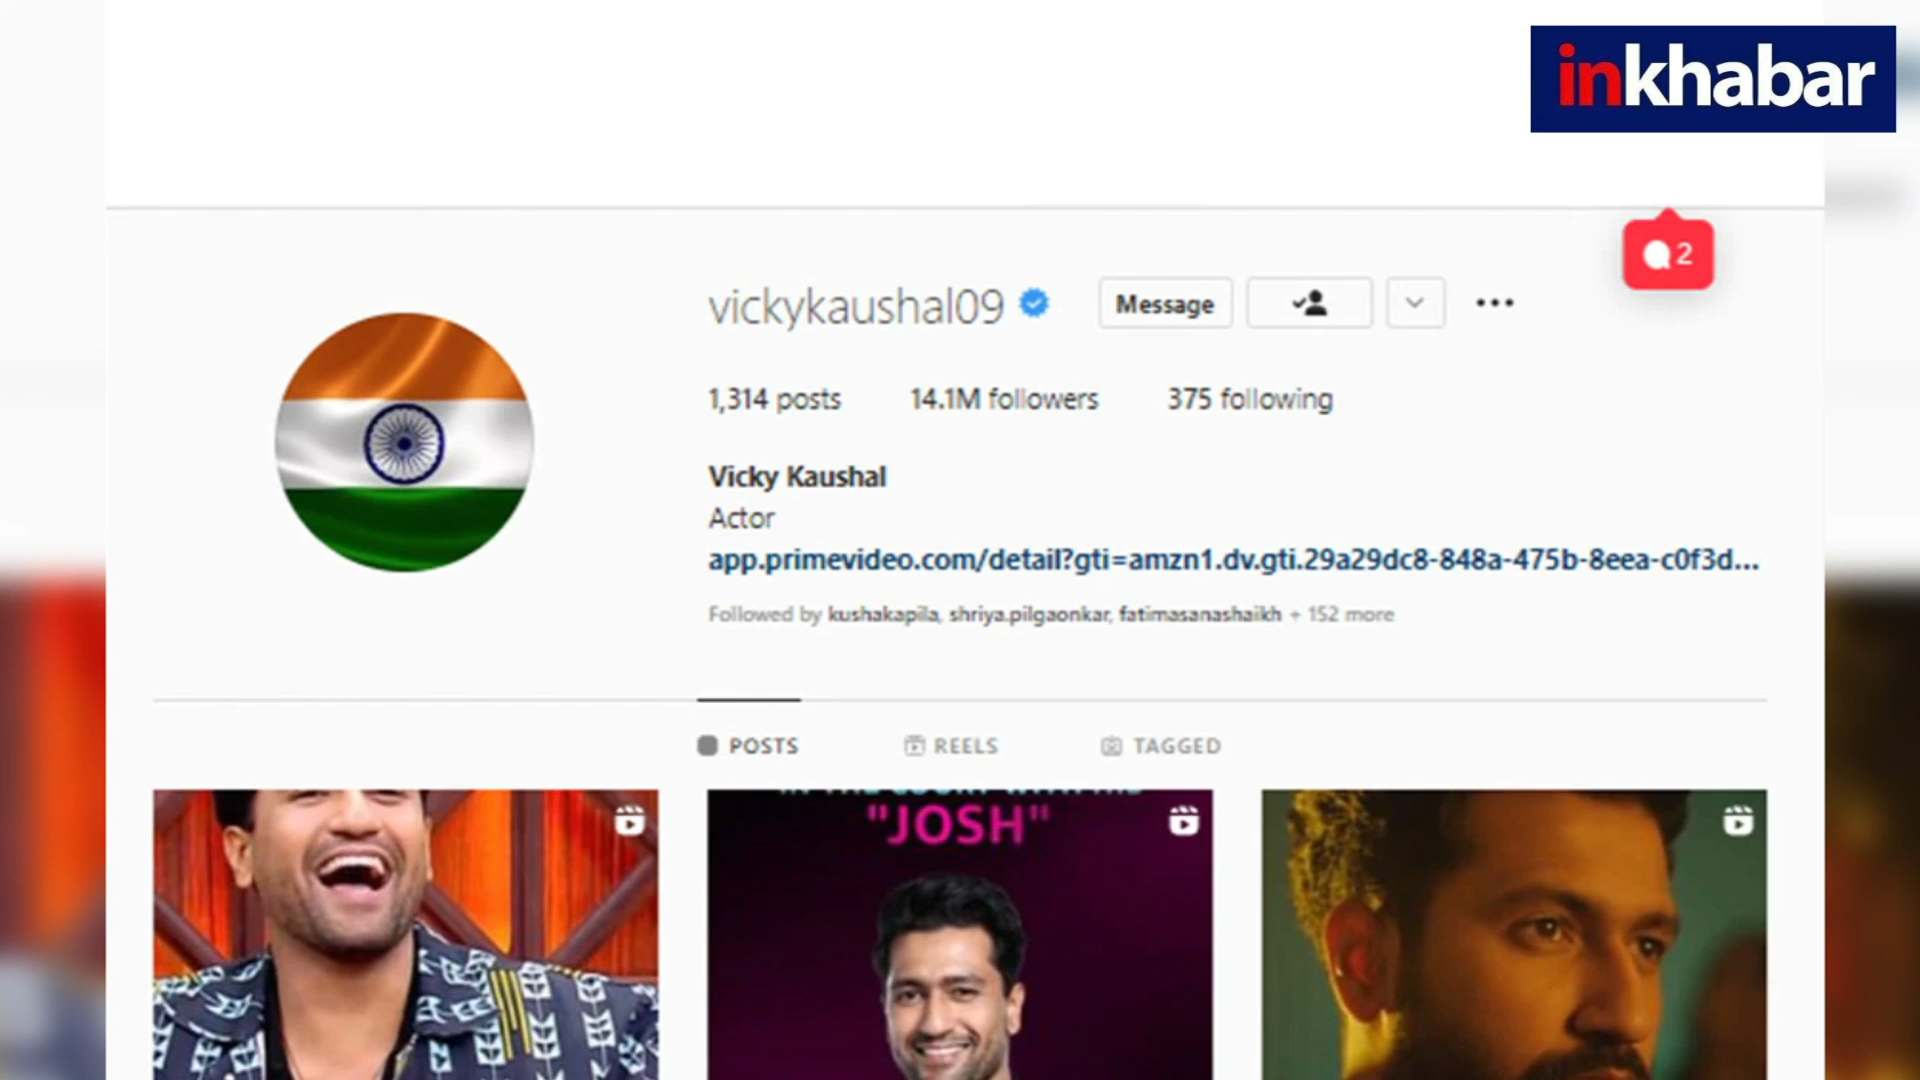 inkhabar
2
vickykaushal09
Message
1,314 posts
14.1M followers
375 following
Vicky Kaushal
Actor
app.primevideo.com/detail?gti=amzn1.dv.gti.29a29dc8-848a-475b-8eea-c0f3d...
Followed by kushakapila, shriya.pilgaonkar, fatimasanashaikh + 152 more
POSTS
REELS
TAGGED
"JOSH"